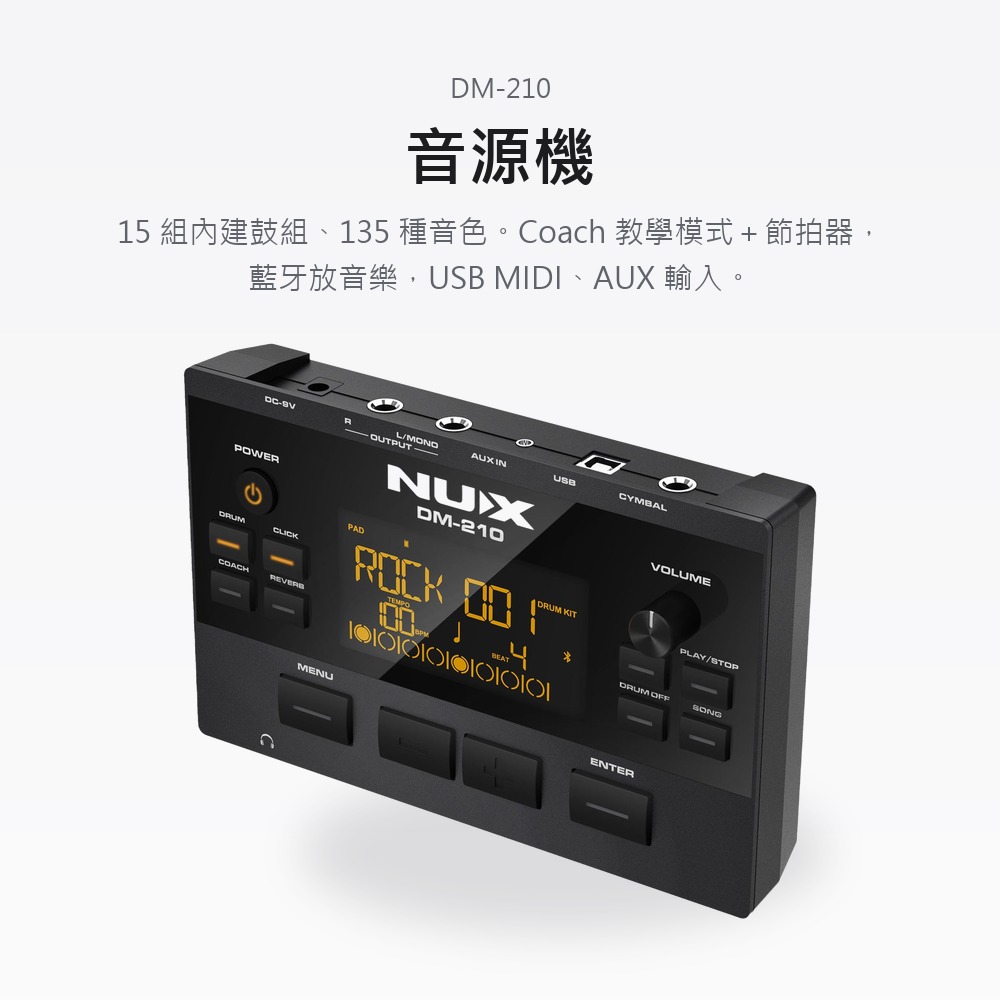 DM-210
音源機
15 組內建鼓組、135 種音色。Coach 教學模式 + 節拍器，
藍牙放音樂，USB MIDI、AUX 輸入。
DC-9V
R
L/MONO
OUTPUT
AUX IN
USB
CYMBAL
POWER
NUX
DM-210
DRUM
CLICK
COACH
REVERB
PAD
ROCK 001
DRUM KIT
TEMPO
100 BPM
BEAT 4
VOLUME
PLAY/STOP
DRUM OFF
SONG
MENU
ENTER